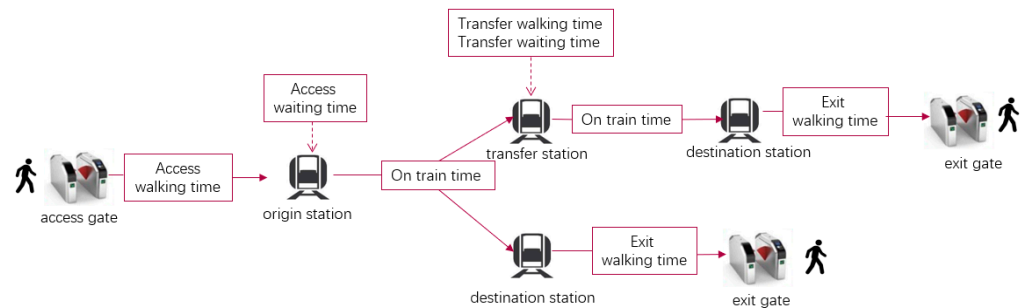 Transfer walking time
Transfer waiting time
Access
waiting time
On train time
Exit
walking time
transfer station
destination station
exit gate
Access
walking time
On train time
access gate
origin station
Exit
walking time
destination station
exit gate